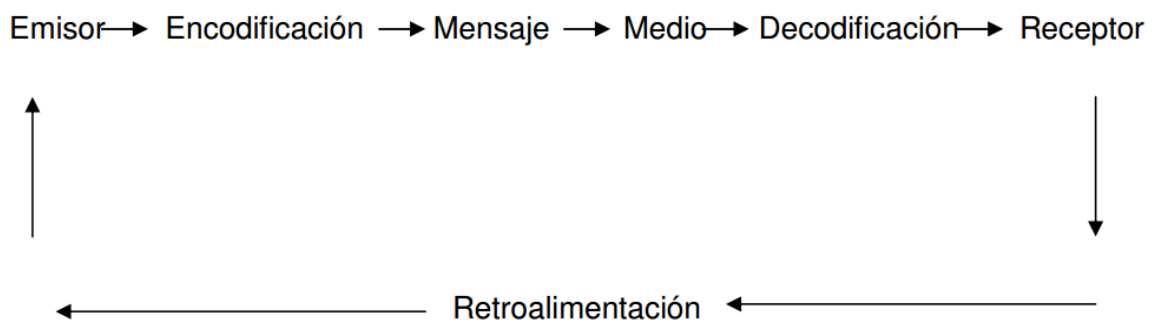 Emisor Encodificación Mensaje Medio Decodificación Receptor
Retroalimentación